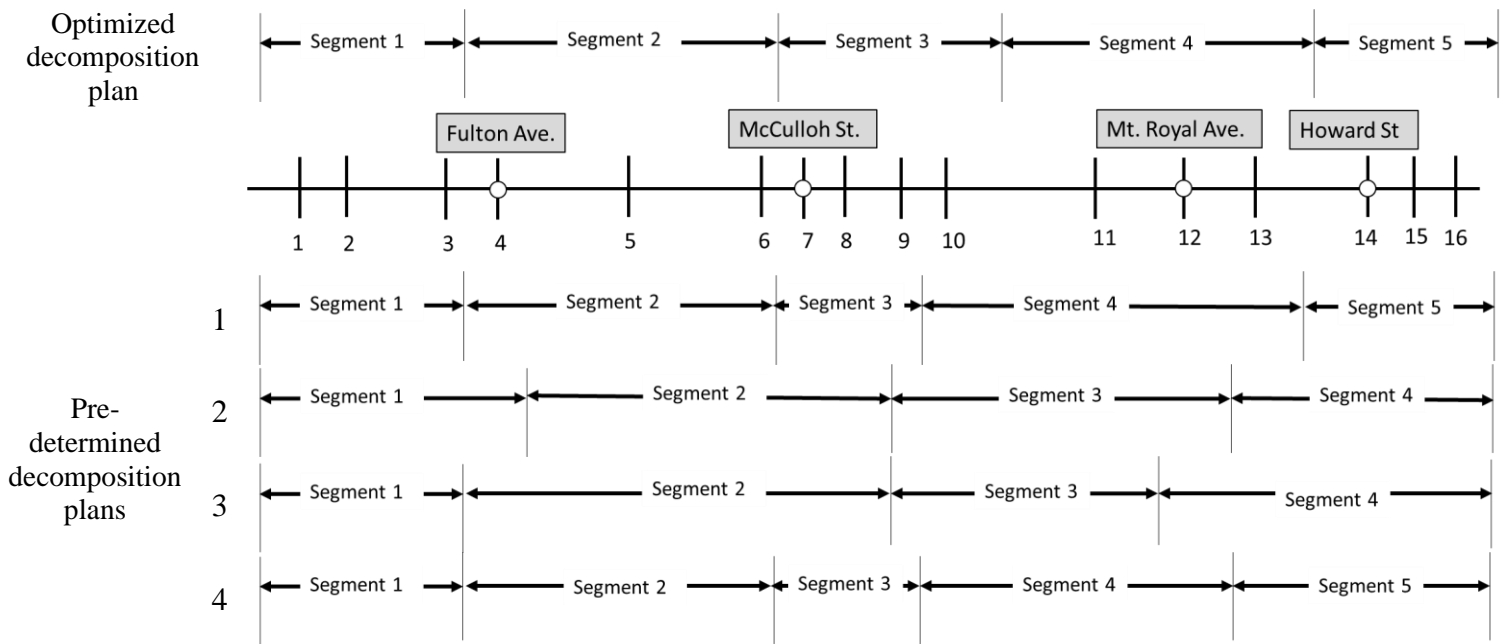 Optimized
decomposition
plan
Segment 1
Segment 2
Segment 3
Segment 4
Segment 5
Fulton Ave.
McCulloh St.
Mt. Royal Ave.
Howard St
1
2
3
4
5
6
7
8
9
10
11
12
13
14
15
16
Pre-
determined
decomposition
plans
1
Segment 1
Segment 2
Segment 3
Segment 4
Segment 5
2
Segment 1
Segment 2
Segment 3
Segment 4
3
Segment 1
Segment 2
Segment 3
Segment 4
4
Segment 1
Segment 2
Segment 3
Segment 4
Segment 5